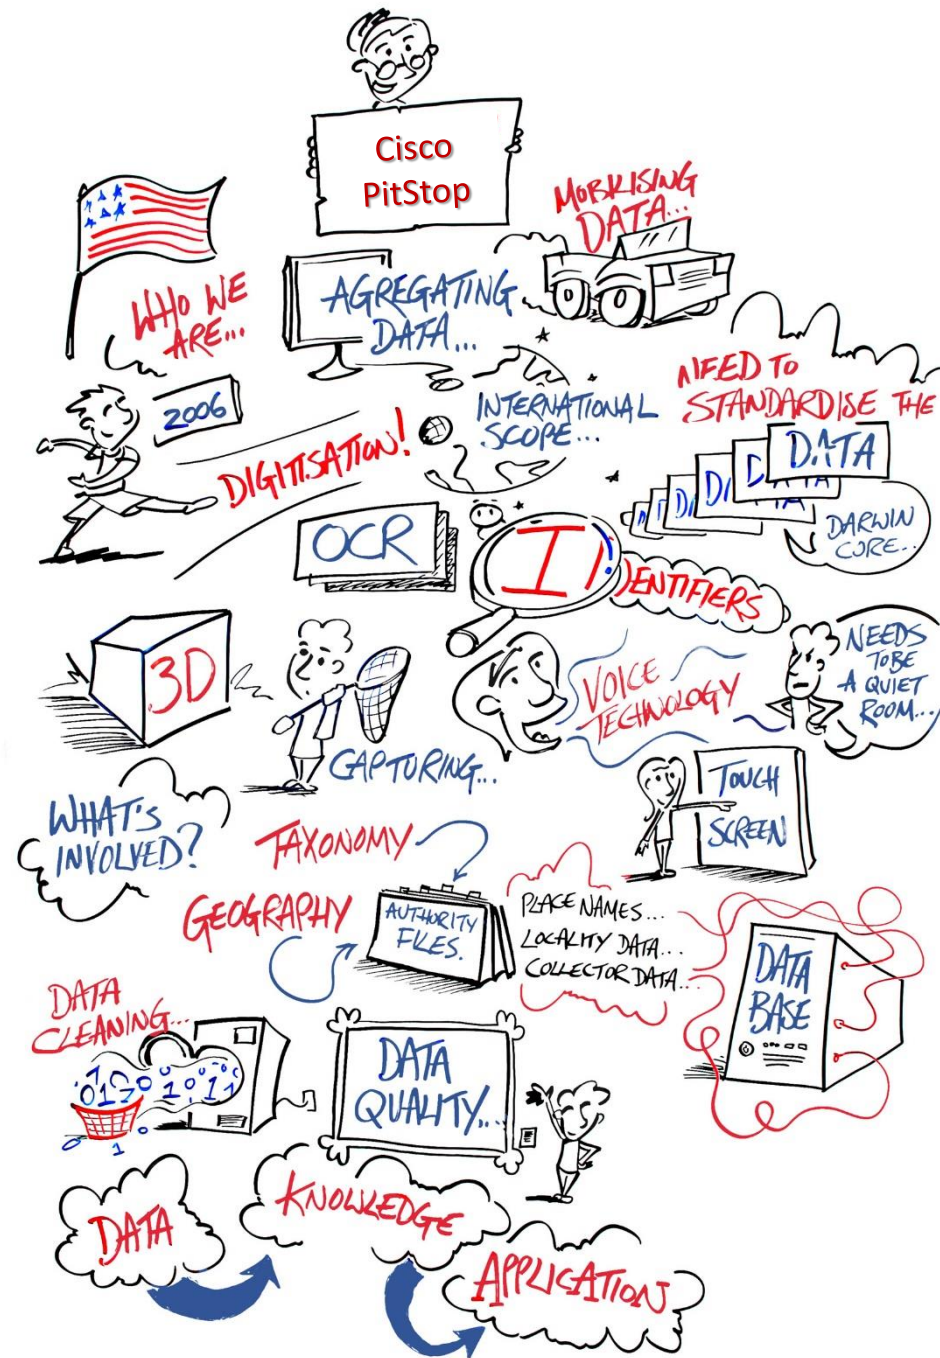 Cisco
PitStop
MOBILISING
DATA...
WHO WE
ARE...
AGREGATING
DATA...
2006
DIGITISATION!
INTERNATIONAL
SCOPE...
NEED TO
STANDARDISE THE
DATA
DARWIN
CORE...
OCR
IDENTIFIERS
3D
CAPTURING...
VOICE
TECHNOLOGY
NEEDS
TO BE
A QUIET
ROOM...
WHAT'S
INVOLVED?
TOUCH
SCREEN
TAXONOMY
GEOGRAPHY
AUTHORITY
FILES.
PLACE NAMES...
LOCALITY DATA...
COLLECTOR DATA...
DATA
BASE
DATA
CLEANING...
DATA
QUALITY...
DATA
KNOWLEDGE
APPLICATION